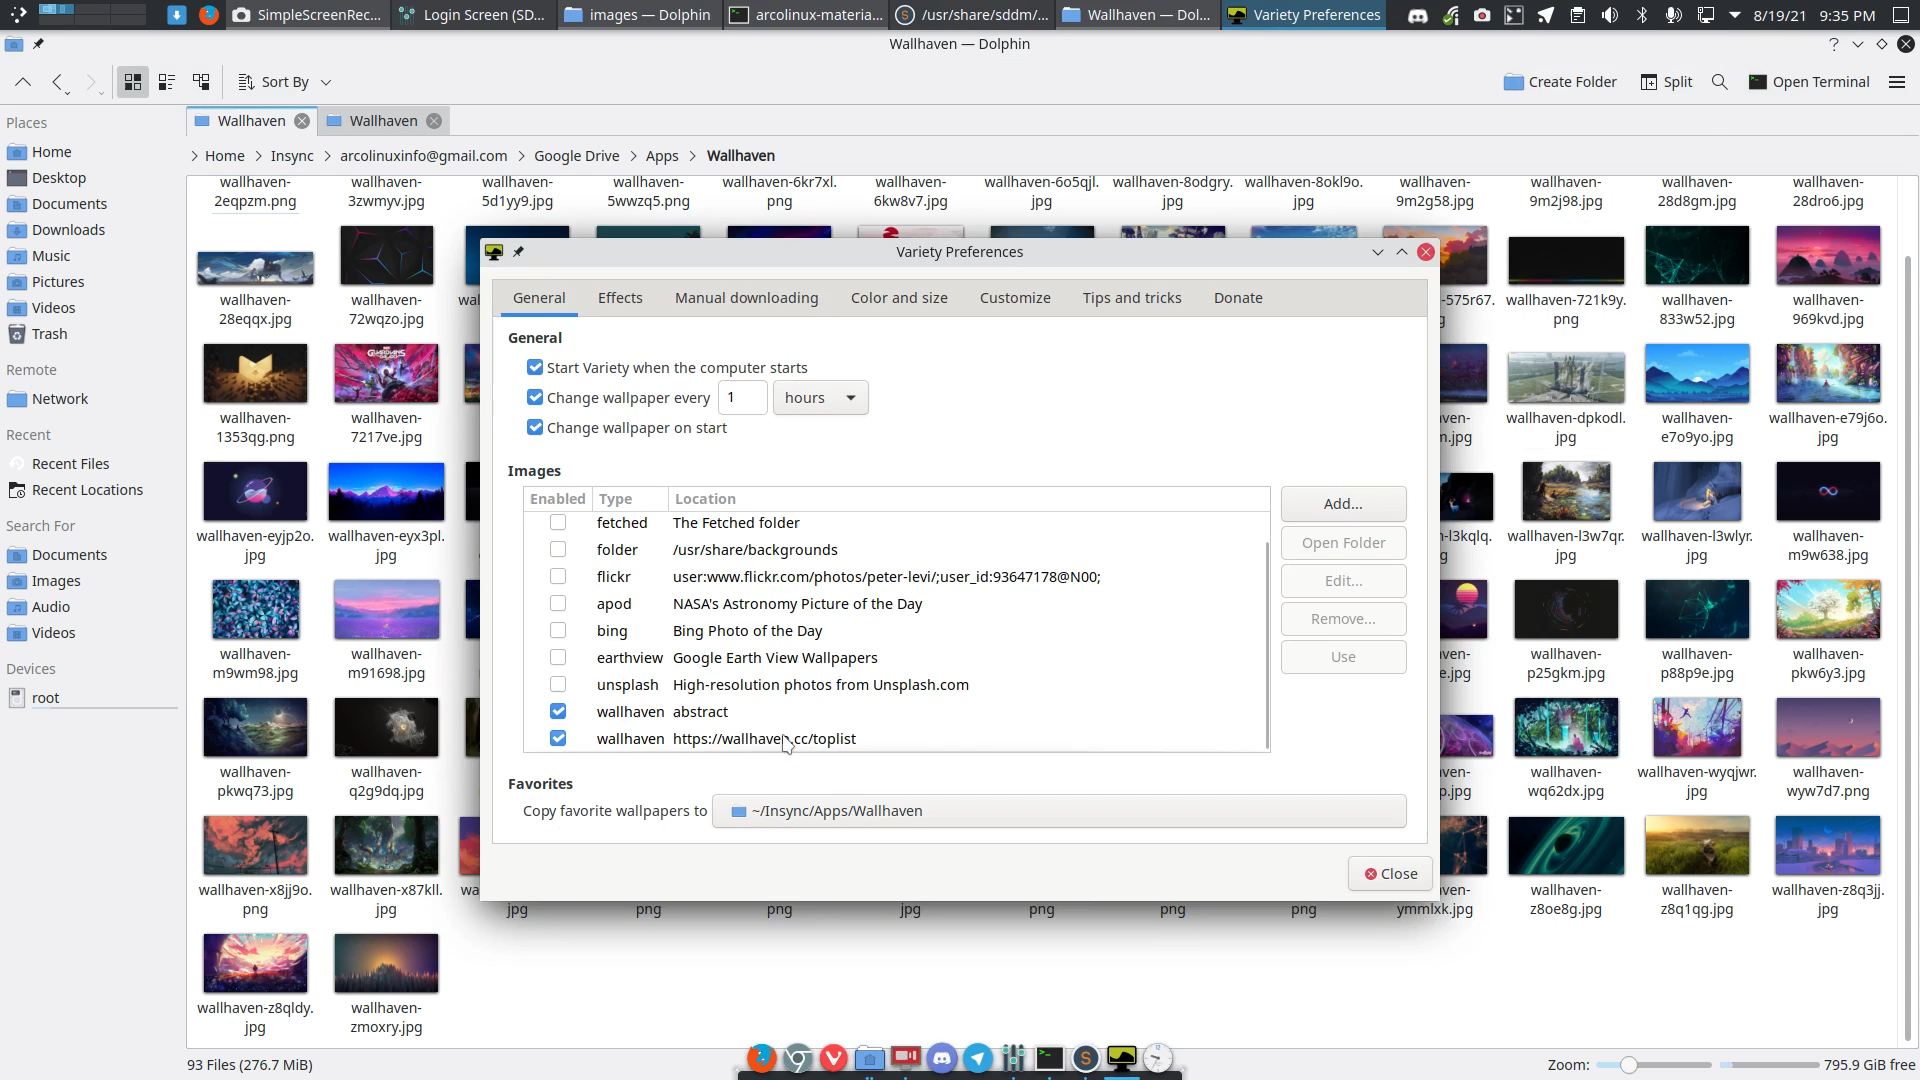 SimpleScreenRec...
Login Screen (SD...
images — Dolphin
arcolinux-materia...
/usr/share/sddm/...
Wallhaven — Dol...
Variety Preferences
8/19/21
9:35 PM
Wallhaven — Dolphin
Sort By
Create Folder
Split
Open Terminal
Places
Home
Desktop
Documents
Downloads
Music
Pictures
Videos
Trash
Remote
Network
Recent
Recent Files
Recent Locations
Search For
Documents
Images
Audio
Videos
Devices
root
Wallhaven
Wallhaven
Home > Insync > arcolinuxinfo@gmail.com > Google Drive > Apps > Wallhaven
wallhaven-
2eqpzm.png
wallhaven-
3zwmyv.jpg
wallhaven-
5d1yy9.jpg
wallhaven-
5wwzq5.png
wallhaven-6kr7xl.
png
wallhaven-
6kw8v7.jpg
wallhaven-6o5qjl.
jpg
wallhaven-8odgry.
jpg
wallhaven-8okl9o.
jpg
wallhaven-
9m2g58.jpg
wallhaven-
9m2j98.jpg
wallhaven-
28d8gm.jpg
wallhaven-
28dro6.jpg
wallhaven-
28eqqx.jpg
wallhaven-
72wqzo.jpg
-575r67.
wallhaven-721k9y.
png
wallhaven-
833w52.jpg
wallhaven-
969kvd.jpg
GUARDIANS
wallhaven-
1353qg.png
wallhaven-
7217ve.jpg
wallhaven-dpkodl.
jpg
wallhaven-
e7o9yo.jpg
wallhaven-e79j6o.
jpg
wallhaven-eyjp2o.
jpg
wallhaven-eyx3pl.
jpg
-l3kqlq.
wallhaven-l3w7qr.
jpg
wallhaven-l3wlyr.
jpg
wallhaven-
m9w638.jpg
wallhaven-
m9wm98.jpg
wallhaven-
m91698.jpg
wallhaven-
p25gkm.jpg
wallhaven-
p88p9e.jpg
wallhaven-
pkw6y3.jpg
wallhaven-
pkwq73.jpg
wallhaven-
q2g9dq.jpg
wallhaven-
wq62dx.jpg
wallhaven-wyqjwr.
jpg
wallhaven-
wyw7d7.png
wallhaven-x8jj9o.
png
wallhaven-x87kll.
jpg
jpg
png
png
jpg
png
png
png
ymmlxk.jpg
wallhaven-
z8oe8g.jpg
wallhaven-
z8q1qg.jpg
wallhaven-z8q3jj.
jpg
wallhaven-z8qldy.
jpg
wallhaven-
zmoxry.jpg
Variety Preferences
General
Effects
Manual downloading
Color and size
Customize
Tips and tricks
Donate
General
Start Variety when the computer starts
Change wallpaper every 1 hours
Change wallpaper on start
Images
Enabled Type Location
fetched The Fetched folder
folder /usr/share/backgrounds
flickr user:www.flickr.com/photos/peter-levi/;user_id:93647178@N00;
apod NASA's Astronomy Picture of the Day
bing Bing Photo of the Day
earthview Google Earth View Wallpapers
unsplash High-resolution photos from Unsplash.com
wallhaven abstract
wallhaven https://wallhaven.cc/toplist
Add...
Open Folder
Edit...
Remove...
Use
Favorites
Copy favorite wallpapers to ~/Insync/Apps/Wallhaven
Close
93 Files (276.7 MiB)
Zoom:
795.9 GiB free